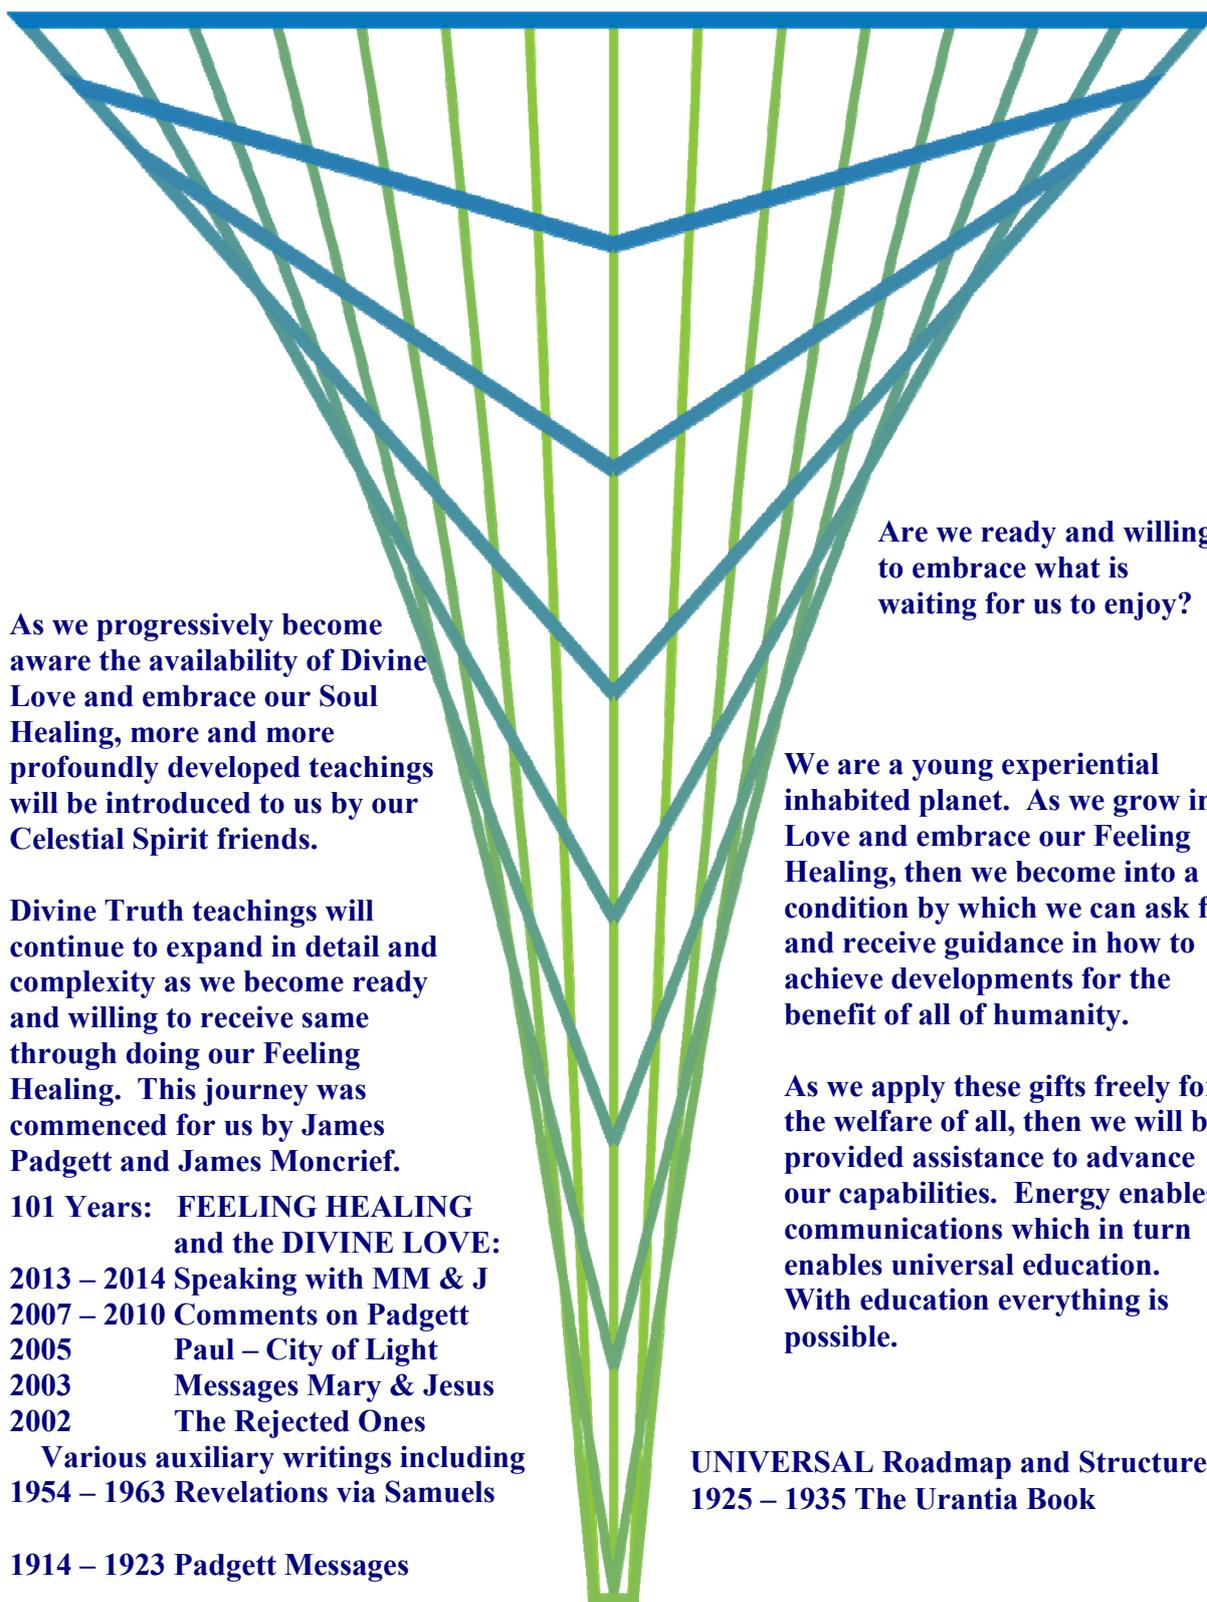 Are we ready and willing
to embrace what is
waiting for us to enjoy?
As we progressively become
aware the availability of Divine
Love and embrace our Soul
Healing, more and more
profoundly developed teachings
will be introduced to us by our
Celestial Spirit friends.
Divine Truth teachings will
continue to expand in detail and
complexity as we become ready
and willing to receive same
through doing our Feeling
Healing.  This journey was
commenced for us by James
Padgett and James Moncrief.
We are a young experiential
inhabited planet.  As we grow in
Love and embrace our Feeling
Healing, then we become into a
condition by which we can ask f
and receive guidance in how to
achieve developments for the
benefit of all of humanity.
As we apply these gifts freely for
the welfare of all, then we will b
provided assistance to advance
our capabilities.  Energy enables
communications which in turn
enables universal education.
With education everything is
possible.
101 Years:   FEELING HEALING
and the DIVINE LOVE:
2013 – 2014 Speaking with MM & J
2007 – 2010 Comments on Padgett
2005 Paul – City of Light
2003 Messages Mary & Jesus
2002 The Rejected Ones
Various auxiliary writings including
1954 – 1963 Revelations via Samuels
1914 – 1923 Padgett Messages
UNIVERSAL Roadmap and Structure
1925 – 1935 The Urantia Book